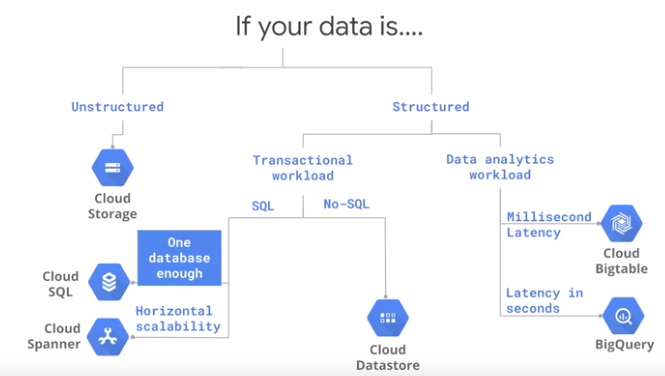 If your data is....
Unstructured
Structured
Cloud
Storage
Transactional
workload
Data analytics
workload
SQL
No-SQL
Millisecond
Latency
Cloud
Bigtable
One
database
enough
Cloud
SQL
Horizontal
scalability
Cloud
Spanner
Cloud
Datastore
Latency in
seconds
BigQuery